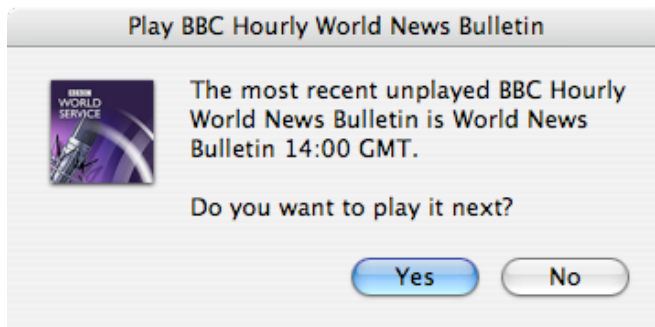 Play BBC Hourly World News Bulletin
BBC
WORLD
SERVICE
The most recent unplayed BBC Hourly
World News Bulletin is World News
Bulletin 14:00 GMT.
Do you want to play it next?
Yes
No